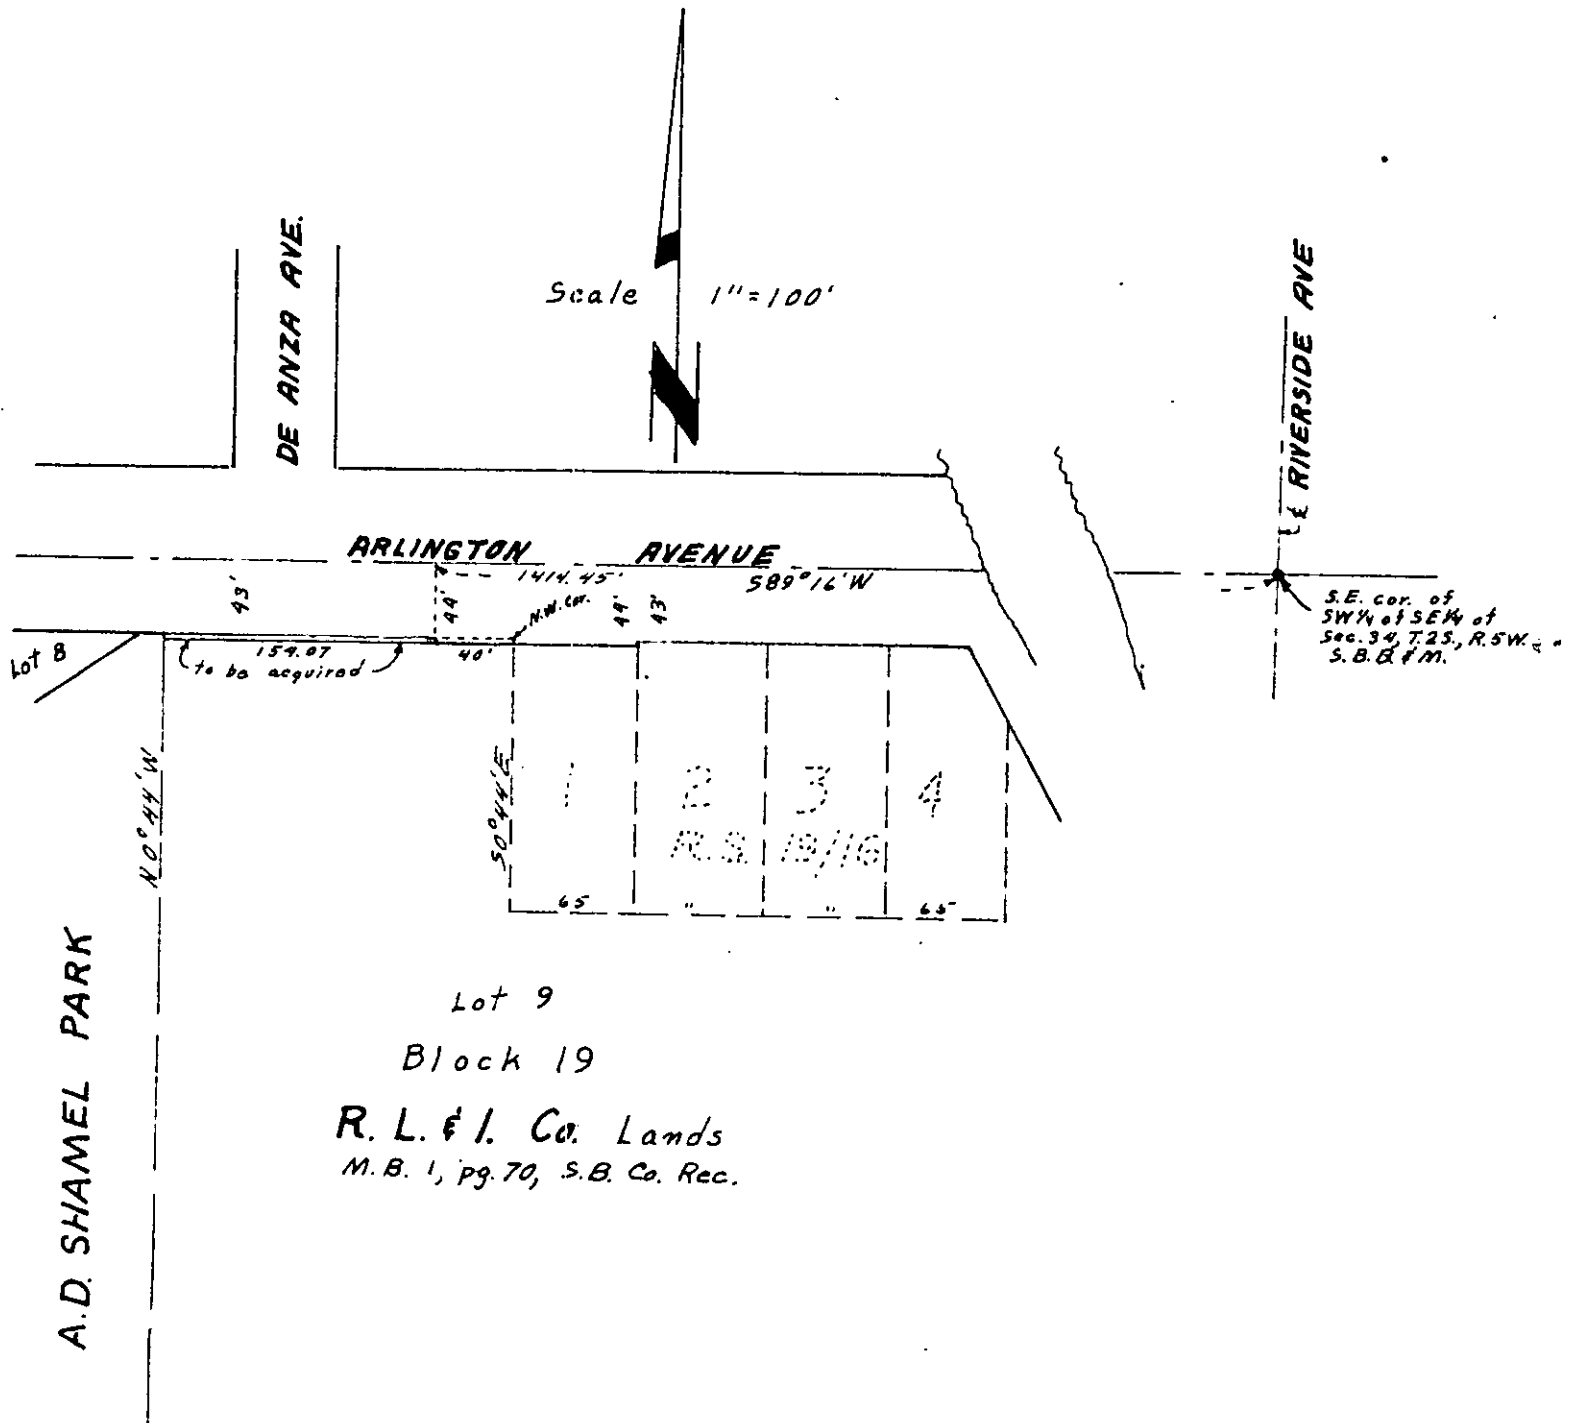 DE ANZA AVE.
Scale 1"=100'
N
℄ RIVERSIDE AVE
ARLINGTON AVENUE
1414.45'
S89°16'W
43'
44'
N.W. Cor.
44'
43'
S.E. cor. of
SW¼ of SE¼ of
Sec. 34, T.2S., R.5W.
S.B.B. & M.
Lot 8
154.07
40'
to be acquired
N0°44'W
S0°44'E
1
2
3
4
R.S. 18/16
65
"
"
65
A.D. SHAMEL PARK
Lot 9
Block 19
R. L. & I. Co. Lands
M.B. 1, pg. 70, S.B. Co. Rec.